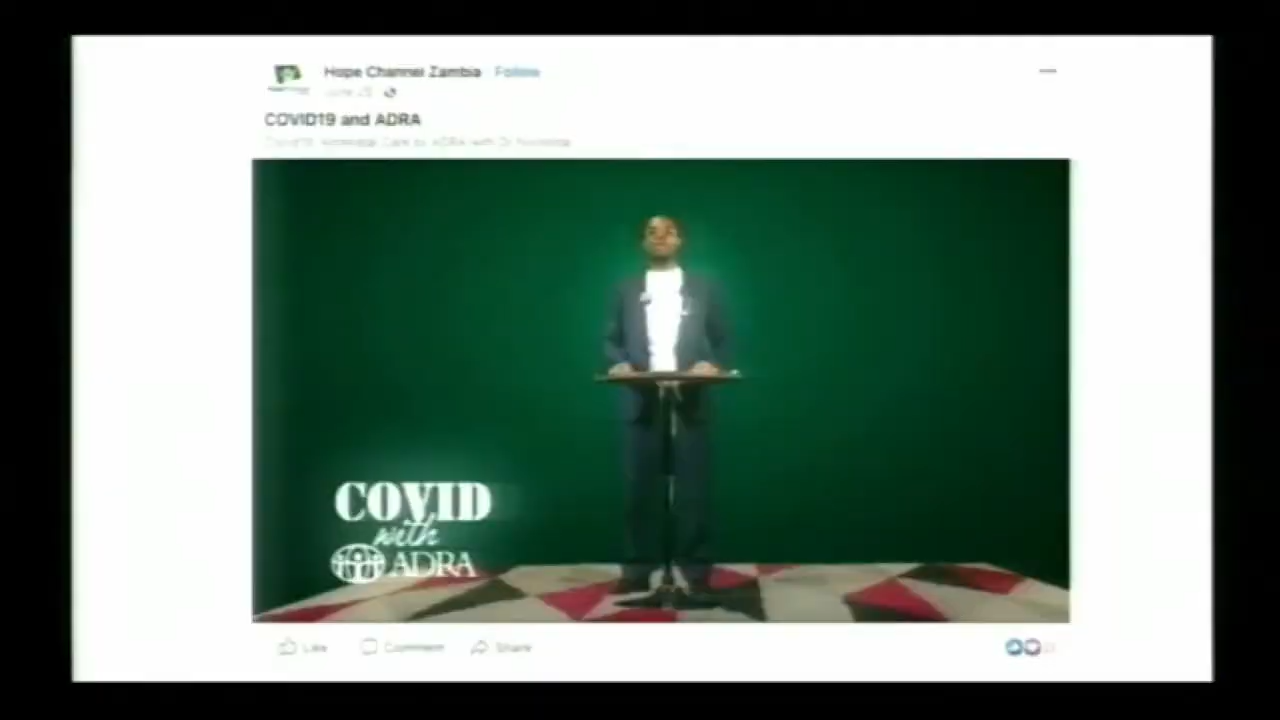 Hope Channel Zambia Follow
COVID19 and ADRA
COVID
with
ADRA
Like Comment Share